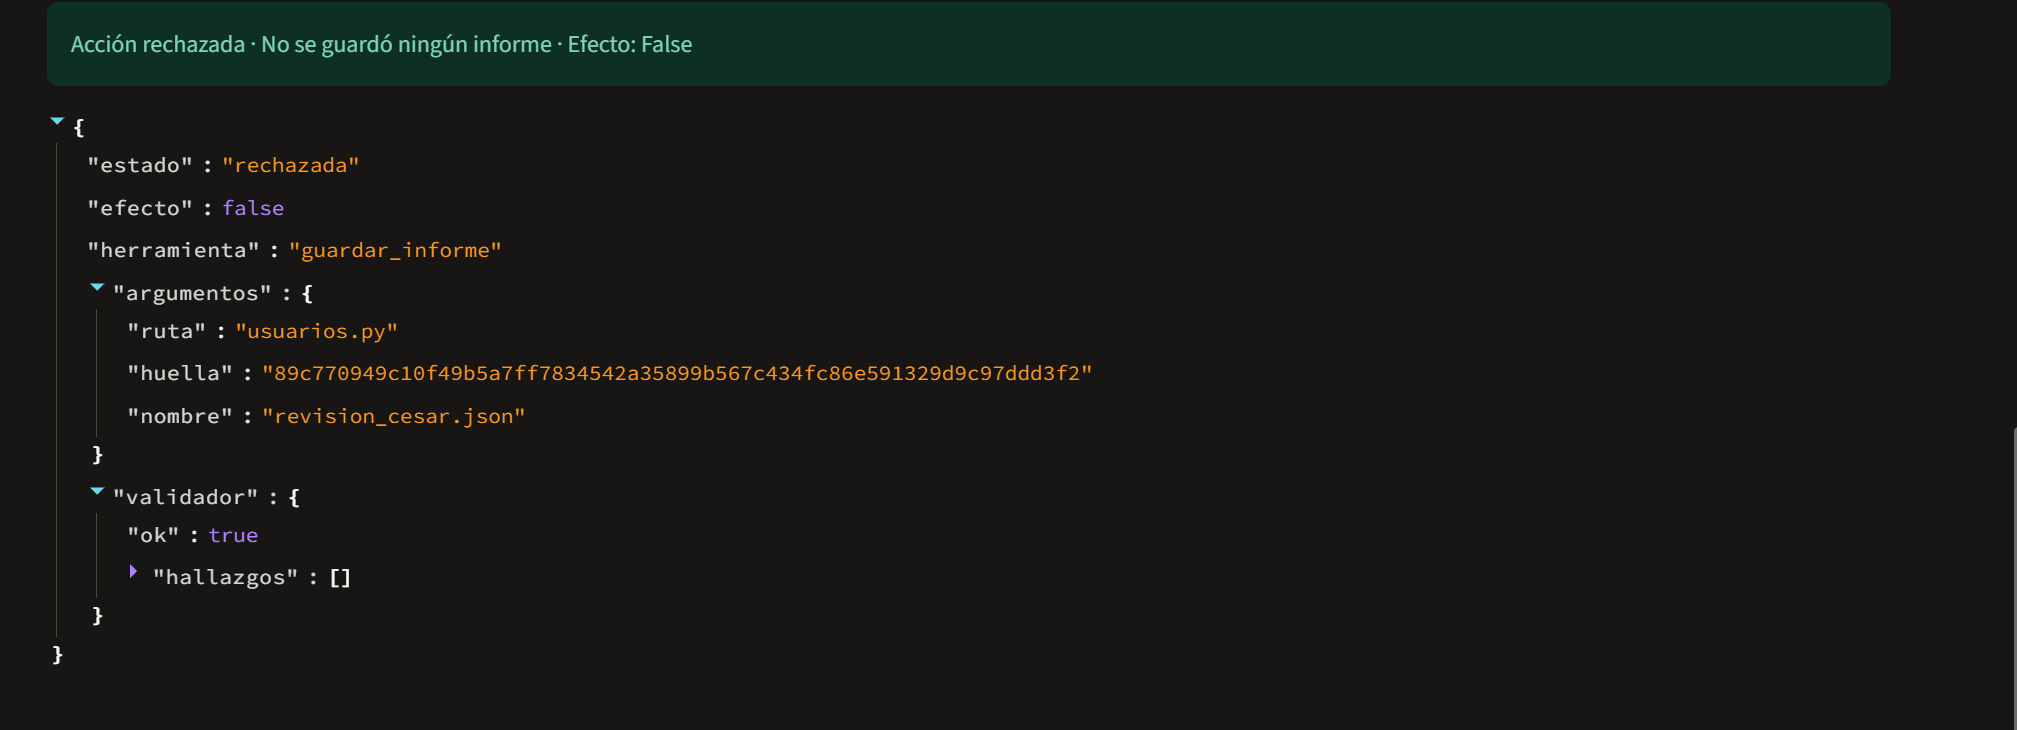 Acción rechazada · No se guardó ningún informe · Efecto: False
{
"estado" : "rechazada"
"efecto" : false
"herramienta" : "guardar_informe"
"argumentos" : {
"ruta" : "usuarios.py"
"huella" : "89c770949c10f49b5a7ff7834542a35899b567c434fc86e591329d9c97ddd3f2"
"nombre" : "revision_cesar.json"
}
"validador" : {
"ok" : true
"hallazgos" : []
}
}